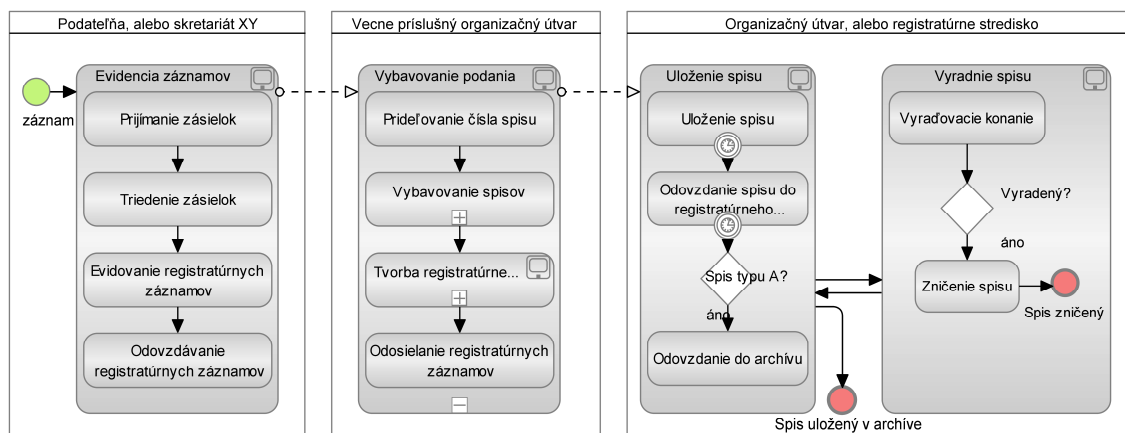 Podateľňa, alebo skretariát XY
záznam
Evidencia záznamov
Prijímanie zásielok
Triedenie zásielok
Evidovanie registratúrnych
záznamov
Odovzdávanie
registratúrnych záznamov
Vecne príslušný organizačný útvar
Vybavovanie podania
Prideľovanie čísla spisu
Vybavovanie spisov
Tvorba registratúrne...
Odosielanie registratúrnych
záznamov
Organizačný útvar, alebo registratúrne stredisko
Uloženie spisu
Uloženie spisu
Odovzdanie spisu do
registratúrneho...
Spis typu A?
áno
Odovzdanie do archívu
Spis uložený v archíve
Vyradnie spisu
Vyraďovacie konanie
Vyradený?
áno
Zničenie spisu
Spis zničený